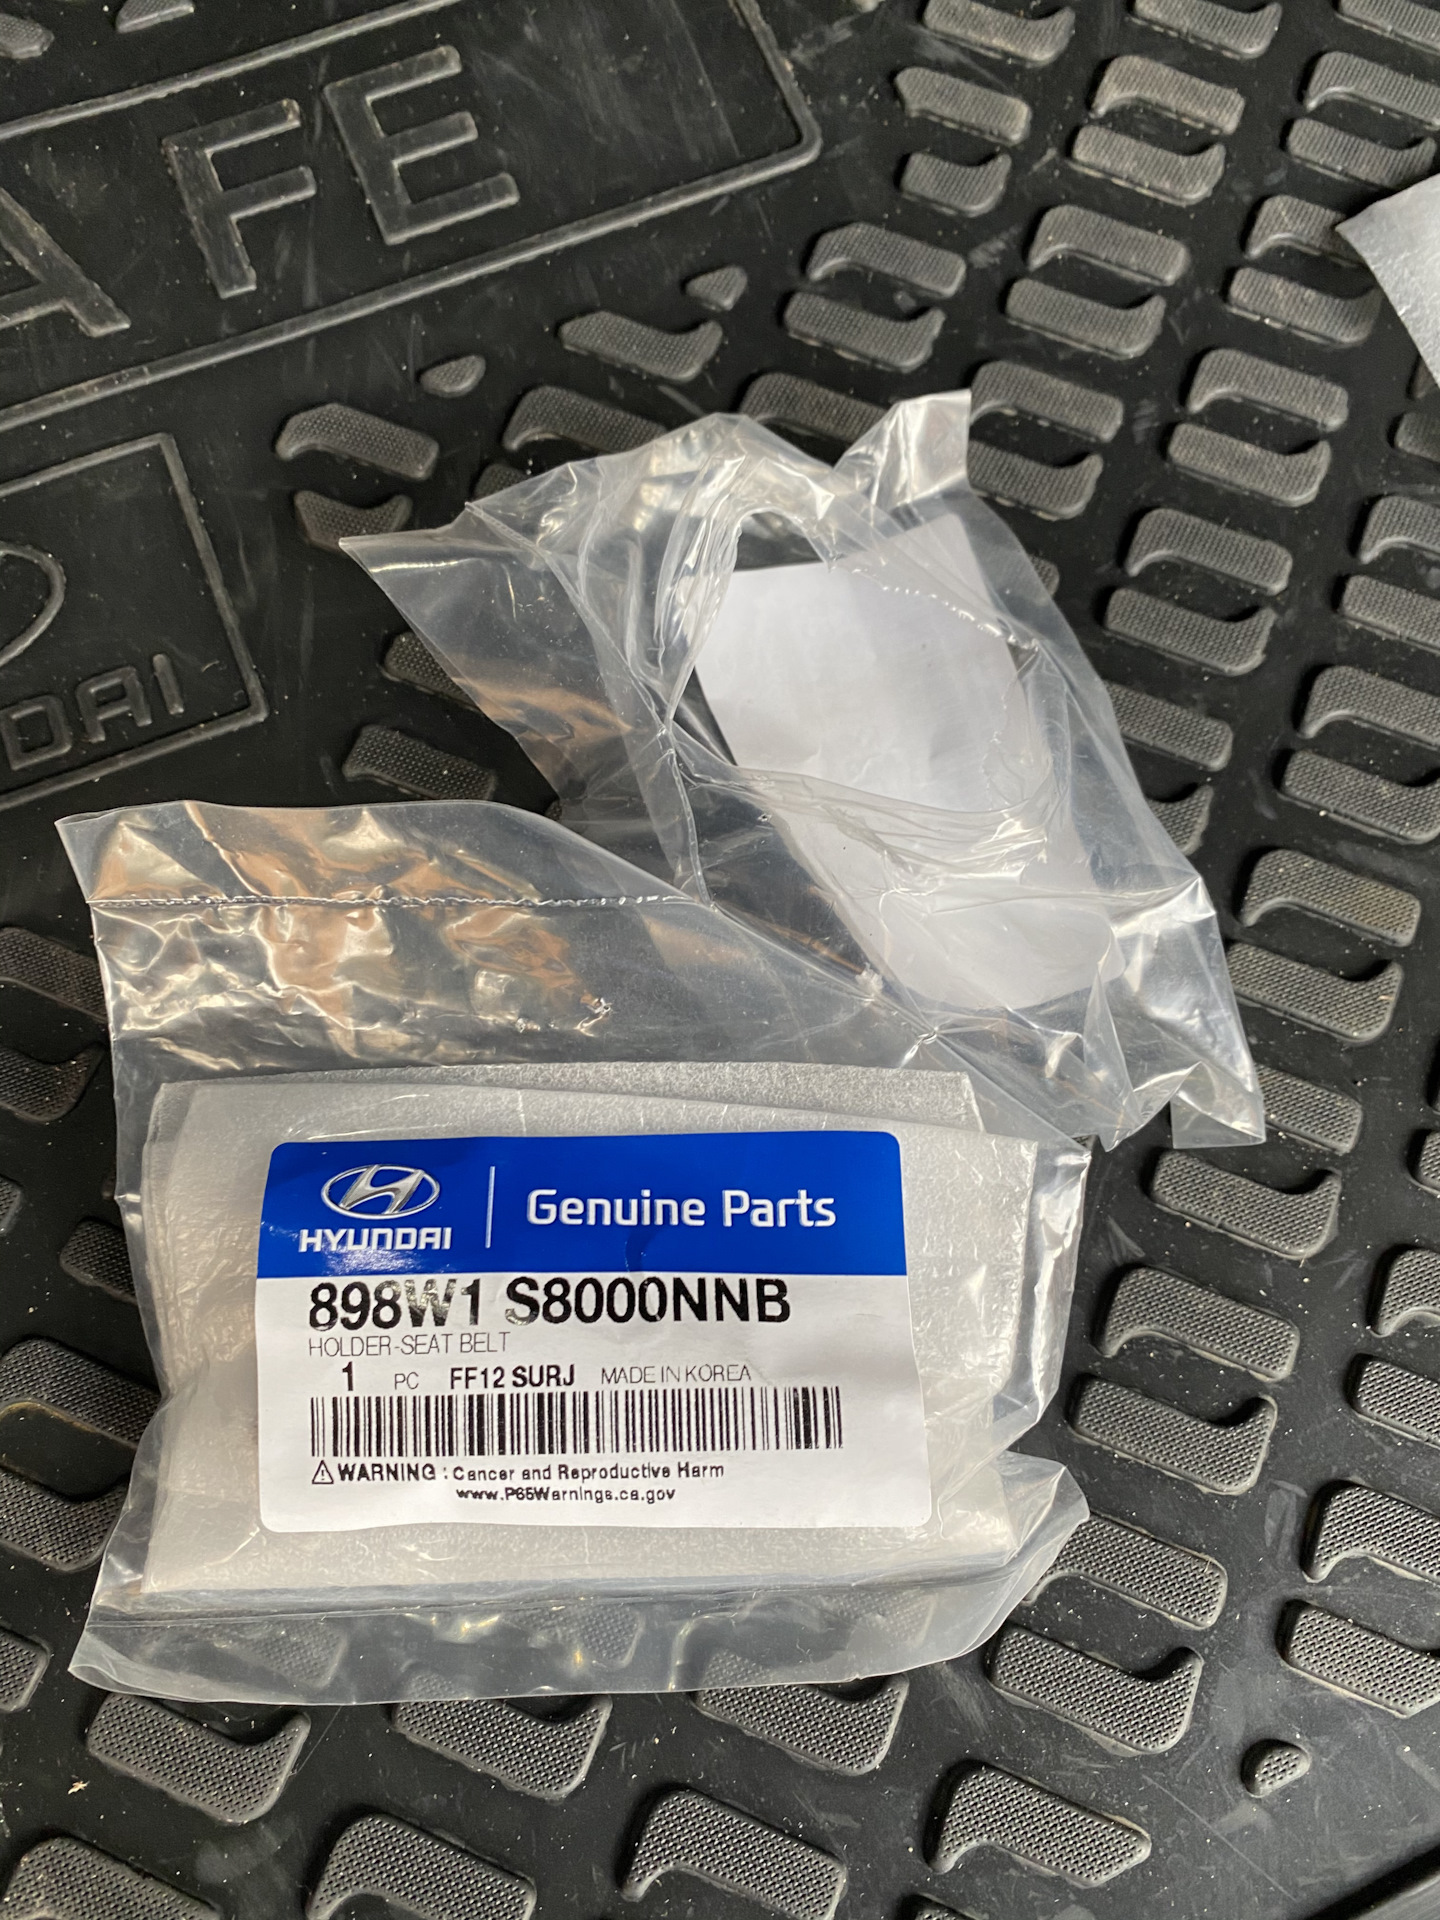 A FE
DAI
HYUNDAI
Genuine Parts
898W1 S8000NNB
HOLDER-SEAT BELT
1 PC FF12 SURJ MADE IN KOREA
⚠ WARNING : Cancer and Reproductive Harm
www.P65Warnings.ca.gov